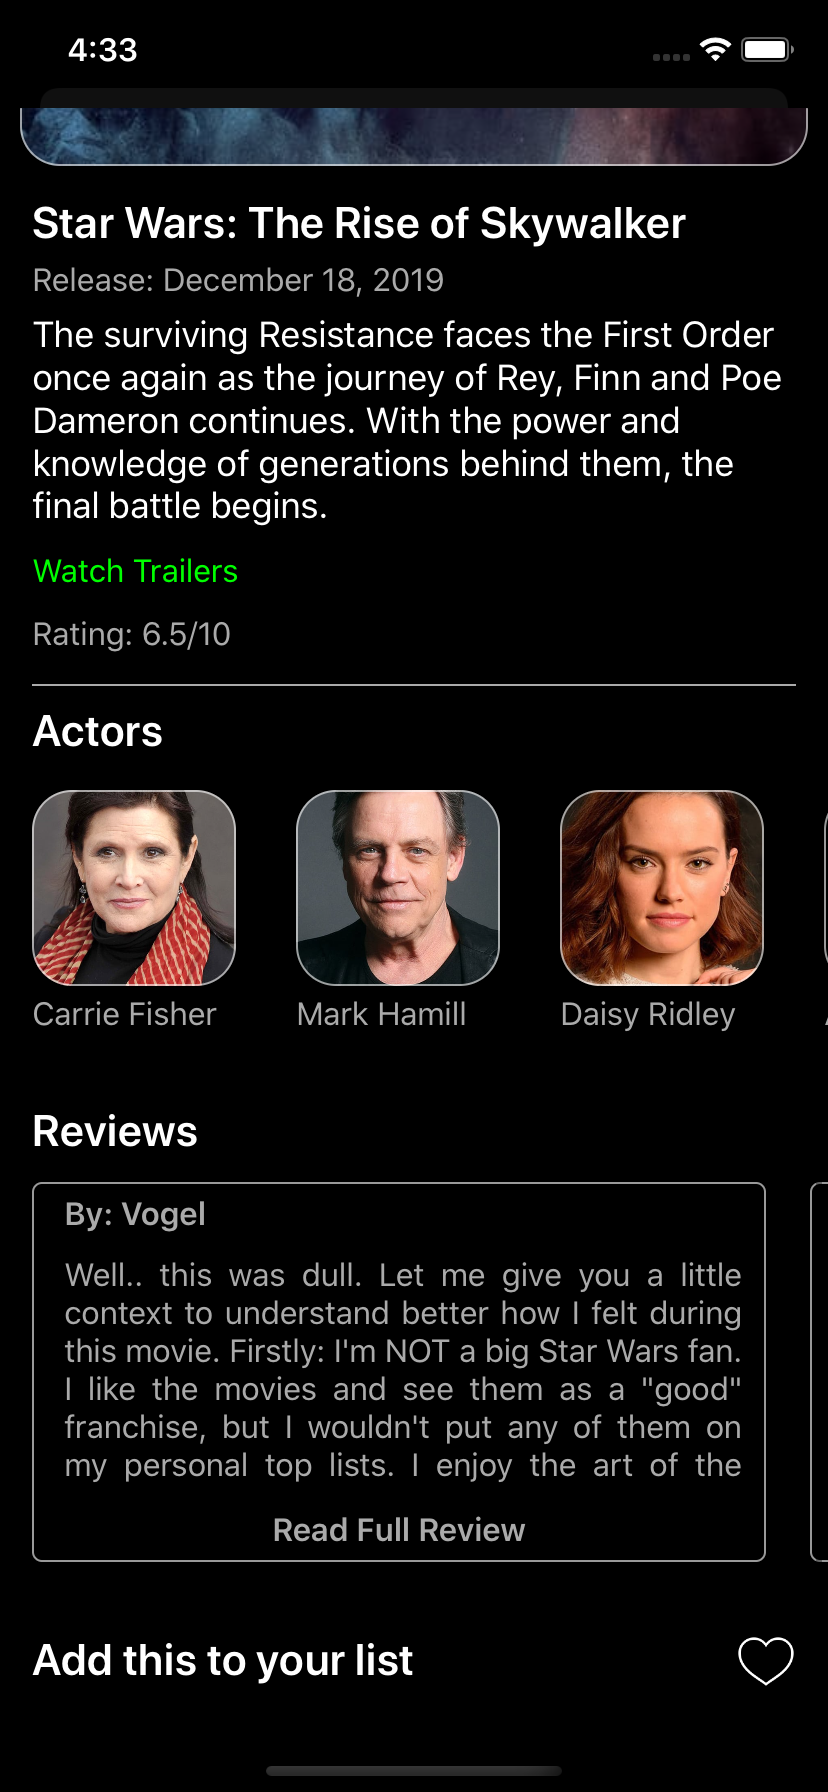 4:33
Star Wars: The Rise of Skywalker
Release: December 18, 2019
The surviving Resistance faces the First Order
once again as the journey of Rey, Finn and Poe
Dameron continues. With the power and
knowledge of generations behind them, the
final battle begins.
Watch Trailers
Rating: 6.5/10
Actors
Carrie Fisher
Mark Hamill
Daisy Ridley
Reviews
By: Vogel
Well.. this was dull. Let me give you a little
context to understand better how I felt during
this movie. Firstly: I'm NOT a big Star Wars fan.
I like the movies and see them as a "good"
franchise, but I wouldn't put any of them on
my personal top lists. I enjoy the art of the
Read Full Review
Add this to your list